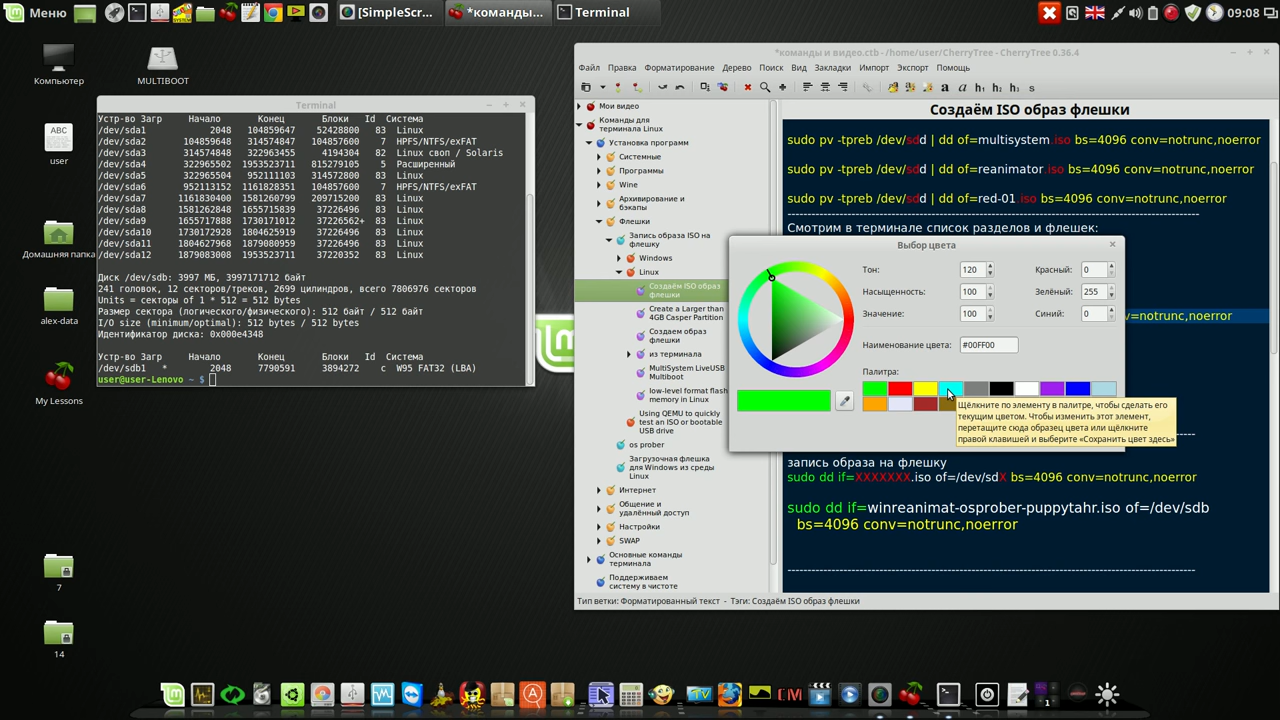 Меню
[SimpleScr...
*команды...
Terminal
09:08
Компьютер
MULTIBOOT
ABC
user
Домашняя папка
alex-data
My Lessons
7
14
Terminal
Устр-во Загр Начало Конец Блоки Id Система
/dev/sda1 2048 104859647 52428800 83 Linux
/dev/sda2 104859648 314574847 104857600 7 HPFS/NTFS/exFAT
/dev/sda3 314574848 322963455 4194304 82 Linux своп / Solaris
/dev/sda4 322965502 1953527371 815279105 5 Расширенный
/dev/sda5 322965504 952111103 314572800 83 Linux
/dev/sda6 952113152 1161828351 104857600 7 HPFS/NTFS/exFAT
/dev/sda7 1161830400 1581260799 209715200 83 Linux
/dev/sda8 1581262848 1655715839 37226496 83 Linux
/dev/sda9 1655717888 1730171012 37226562+ 83 Linux
/dev/sda10 1730172928 1804625919 37226496 83 Linux
/dev/sda11 1804627968 1879080959 37226496 83 Linux
/dev/sda12 1879083008 1953523711 37220352 83 Linux
Диск /dev/sdb: 3997 МБ, 3997171712 байт
241 головок, 12 секторов/треков, 2699 цилиндров, всего 7806976 секторов
Units = секторы of 1 * 512 = 512 bytes
Размер сектора (логического/физического): 512 байт / 512 байт
I/O size (minimum/optimal): 512 bytes / 512 bytes
Идентификатор диска: 0x000e4348
Устр-во Загр Начало Конец Блоки Id Система
/dev/sdb1 * 2048 7790591 3894272 c W95 FAT32 (LBA)
user@user-Lenovo ~ $
*команды и видео.ctb - /home/user/CherryTree - CherryTree 0.36.4
Файл Правка Форматирование Дерево Поиск Вид Закладки Импорт Экспорт Помощь
a a h₁ h₂ h₃ s
Мои видео
Команды для
терминала Linux
Установка программ
Системные
Программы
Wine
Архивирование и
бэкапы
Флешки
Запись образа ISO на
флешку
Windows
Linux
Создаём ISO образ
флешки
Create a Larger than
4GB Casper Partition
Создаем образ
флешки
из терминала
MultiSystem LiveUSB
Multiboot
low-level format flash
memory in Linux
Using QEMU to quickly
test an ISO or bootable
USB drive
os prober
Загрузочная флешка
для Windows из среды
Linux
Интернет
Общение и
удалённый доступ
Настройки
SWAP
Основные команды
терминала
Поддерживаем
систему в чистоте
Создаём ISO образ флешки
sudo pv -tpreb /dev/sdd | dd of=multisystem.iso bs=4096 conv=notrunc,noerror
sudo pv -tpreb /dev/sdd | dd of=reanimator.iso bs=4096 conv=notrunc,noerror
sudo pv -tpreb /dev/sdd | dd of=red-01.iso bs=4096 conv=notrunc,noerror
Смотрим в терминале список разделов и флешек:
=notrunc,noerror
Выбор цвета
Тон: 120 Красный: 0
Насыщенность: 100 Зелёный: 255
Значение: 100 Синий: 0
Наименование цвета: #00FF00
Палитра:
Щёлкните по элементу в палитре, чтобы сделать его
текущим цветом. Чтобы изменить этот элемент,
перетащите сюда образец цвета или щёлкните
правой клавишей и выберите «Сохранить цвет здесь»
запись образа на флешку
sudo dd if=XXXXXXX.iso of=/dev/sdX bs=4096 conv=notrunc,noerror
sudo dd if=winreanimat-osprober-puppytahr.iso of=/dev/sdb
bs=4096 conv=notrunc,noerror
Тип ветки: Форматированный текст - Тэги: Создаём ISO образ флешки
TV